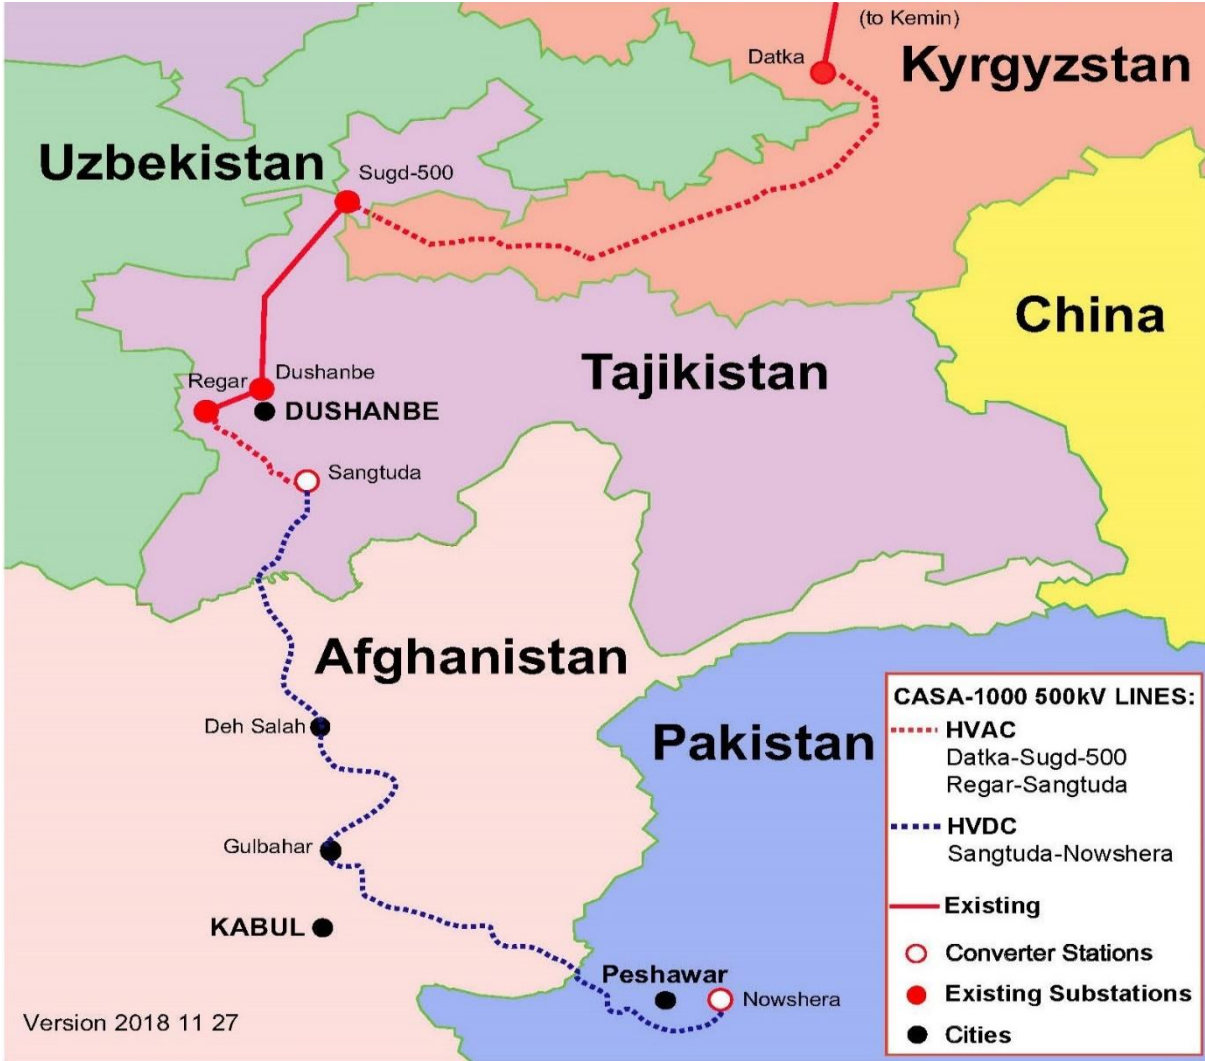 (to Kemin)
Datka
Kyrgyzstan
Uzbekistan
Sugd-500
China
Tajikistan
Regar
Dushanbe
DUSHANBE
Sangtuda
Afghanistan
Deh Salah
Pakistan
Gulbahar
KABUL
Peshawar
Nowshera
CASA-1000 500kV LINES:
HVAC
Datka-Sugd-500
Regar-Sangtuda
HVDC
Sangtuda-Nowshera
Existing
Converter Stations
Existing Substations
Cities
Version 2018 11 27